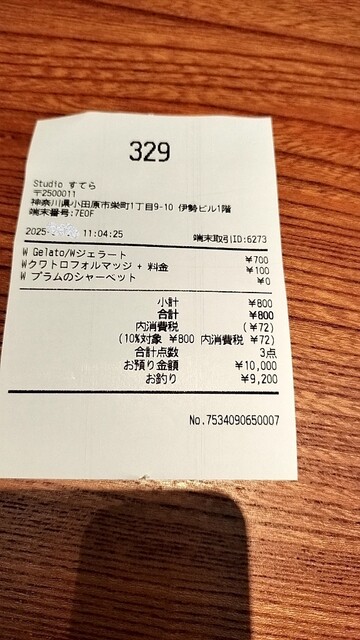 329
Studio すてら
〒2500011
神奈川県小田原市栄町1丁目9-10 伊勢ビル1階
端末番号:7E0F
2025- 11:04:25 端末取引ID:6273
W Gelato/Wジェラート ¥700
Wクワトロフォルマッジ + 料金 ¥100
W プラムのシャーベット ¥0
小計 ¥800
合計 ¥800
内消費税 (¥72)
(10%対象 ¥800 内消費税 ¥72)
合計点数 3点
お預り金額 ¥10,000
お釣り ¥9,200
No.7534090650007